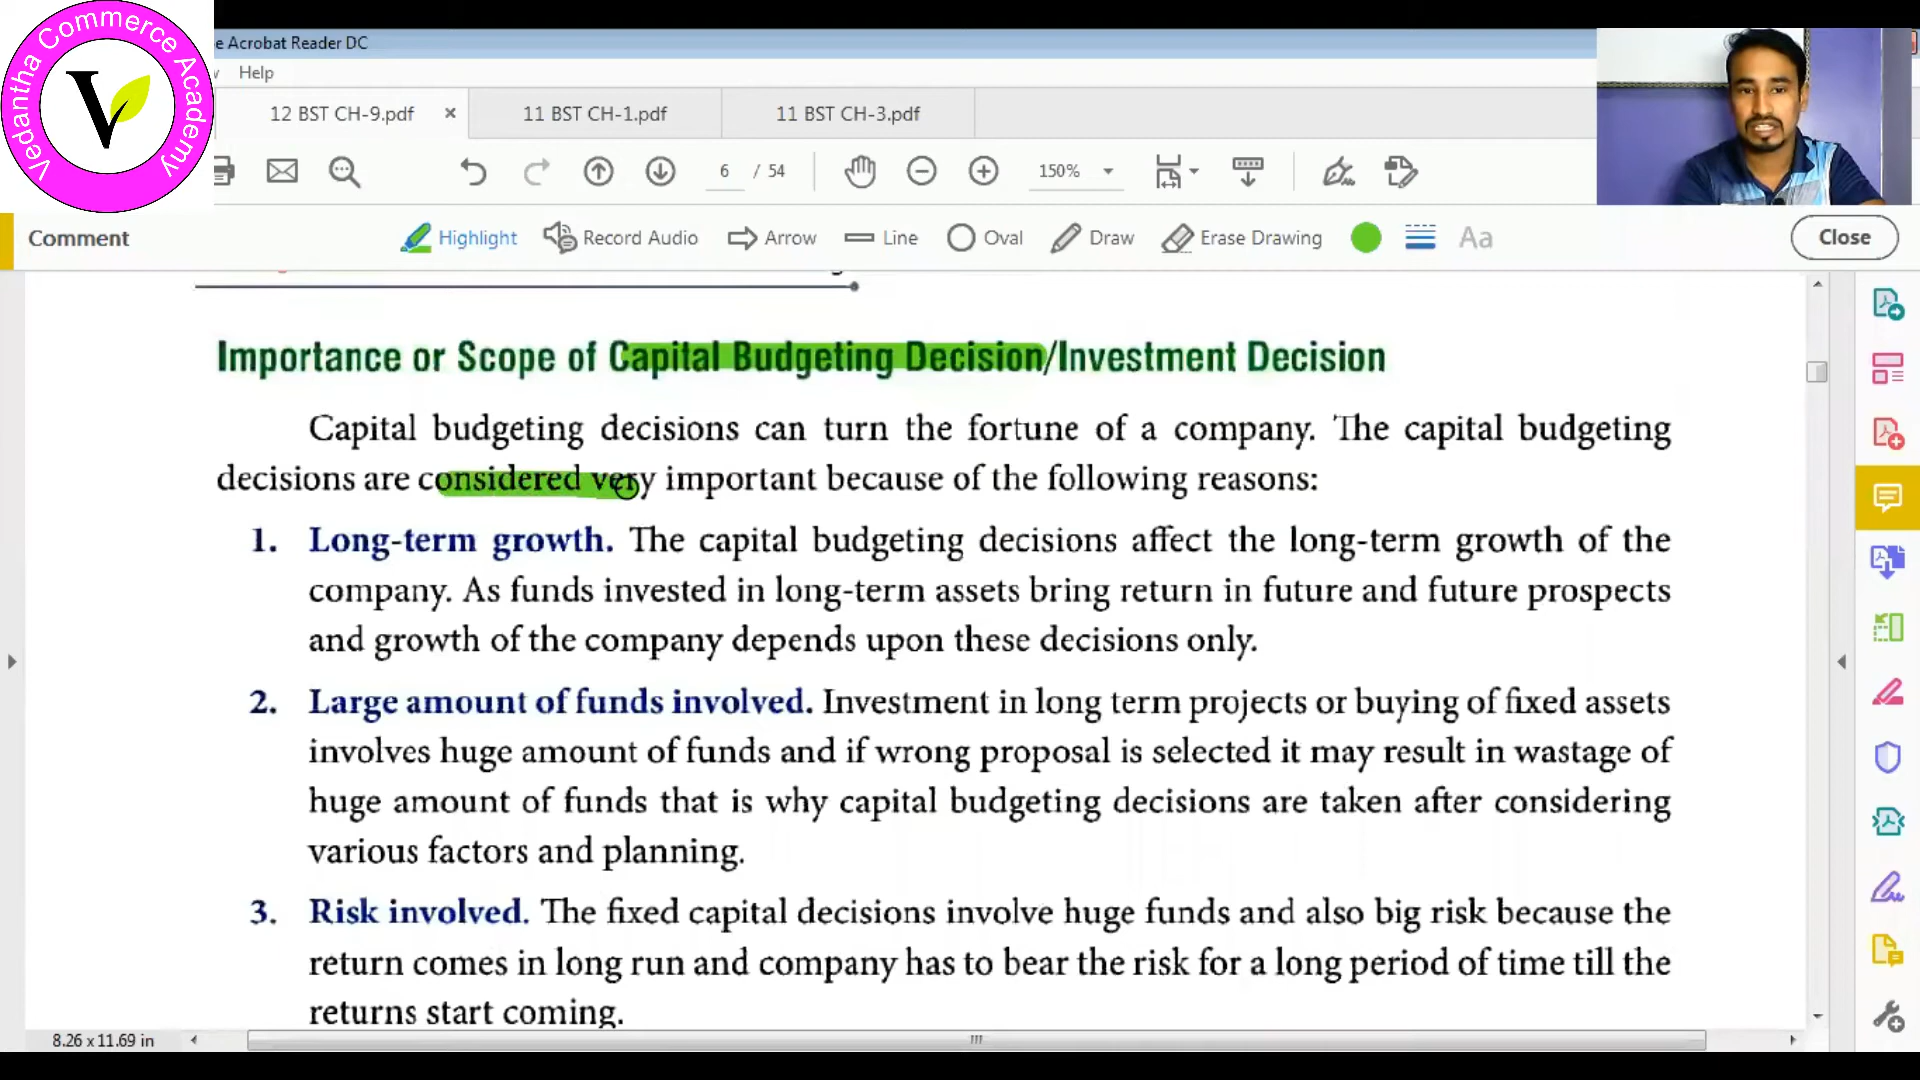 Vedantha Commerce Academy
V
e Acrobat Reader DC
Help
12 BST CH-9.pdf
11 BST CH-1.pdf
11 BST CH-3.pdf
6 / 54
150%
Comment
Highlight
Record Audio
Arrow
Line
Oval
Draw
Erase Drawing
Aa
Close
Importance or Scope of Capital Budgeting Decision/Investment Decision
Capital budgeting decisions can turn the fortune of a company. The capital budgeting
decisions are considered very important because of the following reasons:
1. Long-term growth. The capital budgeting decisions affect the long-term growth of the
company. As funds invested in long-term assets bring return in future and future prospects
and growth of the company depends upon these decisions only.
2. Large amount of funds involved. Investment in long term projects or buying of fixed assets
involves huge amount of funds and if wrong proposal is selected it may result in wastage of
huge amount of funds that is why capital budgeting decisions are taken after considering
various factors and planning.
3. Risk involved. The fixed capital decisions involve huge funds and also big risk because the
return comes in long run and company has to bear the risk for a long period of time till the
returns start coming.
8.26 x 11.69 in